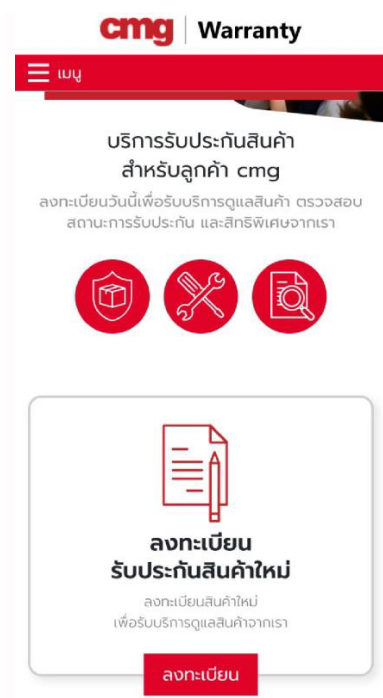 cmg | Warranty
เมนู
บริการรับประกันสินค้า
สำหรับลูกค้า cmg
ลงทะเบียนวันนี้เพื่อรับบริการดูแลสินค้า ตรวจสอบ
สถานะการรับประกัน และสิทธิพิเศษจากเรา
ลงทะเบียน
รับประกันสินค้าใหม่
ลงทะเบียนสินค้าใหม่
เพื่อรับบริการดูแลสินค้าจากเรา
ลงทะเบียน